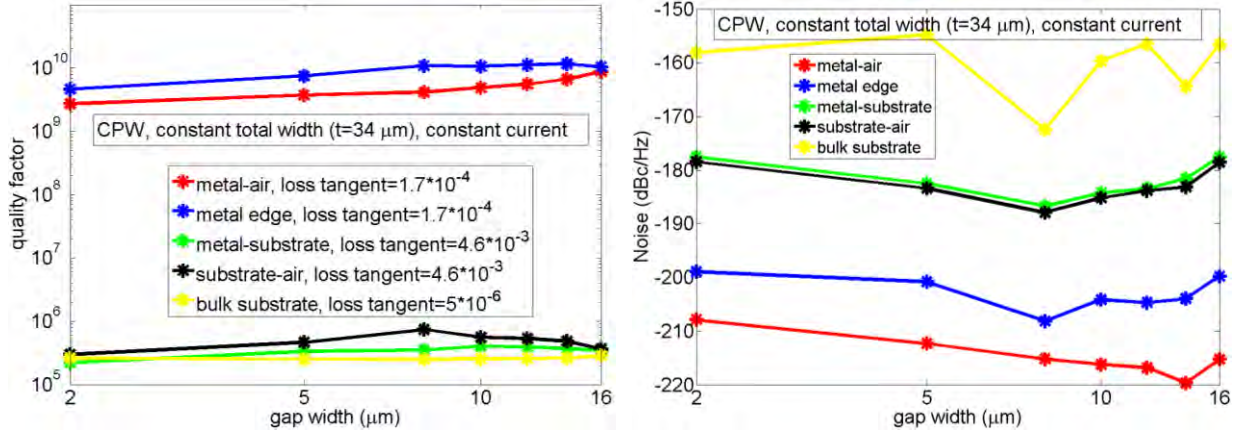 10^10
10^9
10^8
10^7
10^6
10^5
quality factor
CPW, constant total width (t=34 μm), constant current
metal-air, loss tangent=1.7*10^-4
metal edge, loss tangent=1.7*10^-4
metal-substrate, loss tangent=4.6*10^-3
substrate-air, loss tangent=4.6*10^-3
bulk substrate, loss tangent=5*10^-6
2
5
10
16
gap width (μm)
-150
-160
-170
-180
-190
-200
-210
-220
Noise (dBc/Hz)
CPW, constant total width (t=34 μm), constant current
metal-air
metal edge
metal-substrate
substrate-air
bulk substrate
2
5
10
16
gap width (μm)